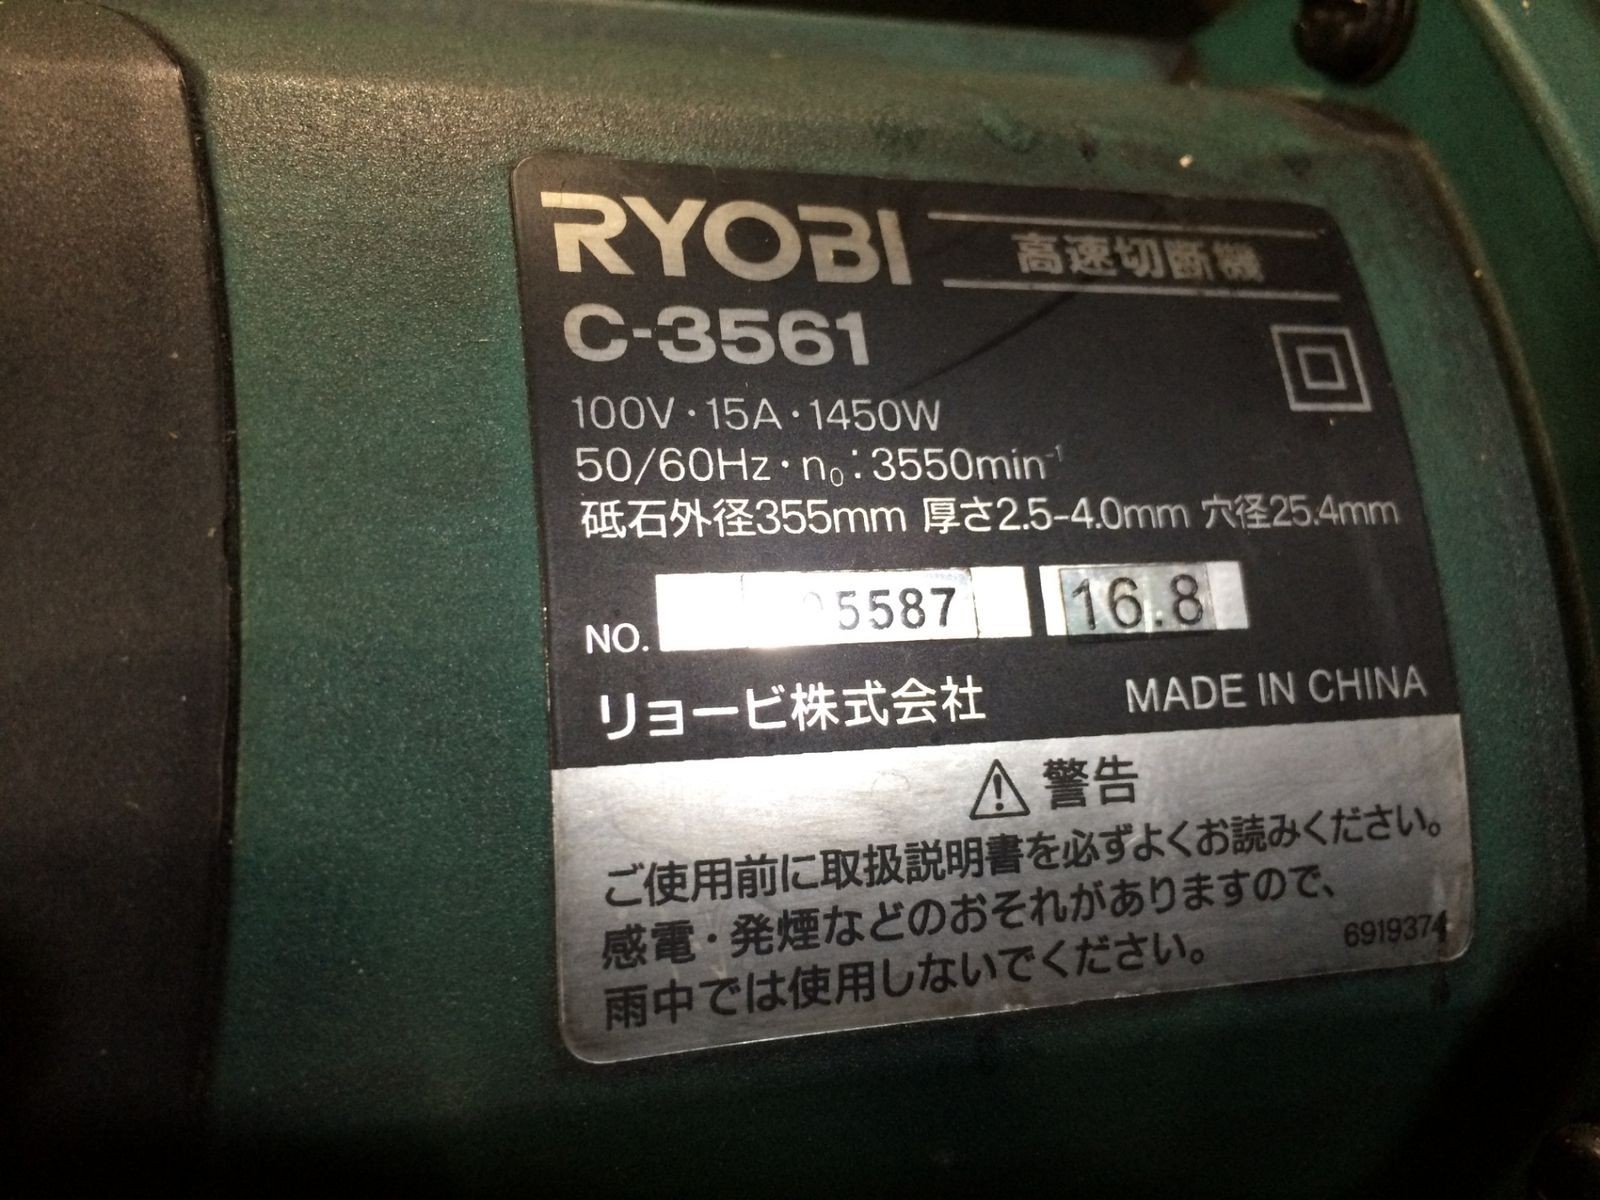 RYOBI 高速切断機
C-3561
100V・15A・1450W
50/60Hz・n₀:3550min⁻¹
砥石外径355mm 厚さ2.5-4.0mm 穴径25.4mm
NO. 5587 16.8
リョービ株式会社 MADE IN CHINA
警告
ご使用前に取扱説明書を必ずよくお読みください。
感電・発煙などのおそれがありますので、
雨中では使用しないでください。
6919374